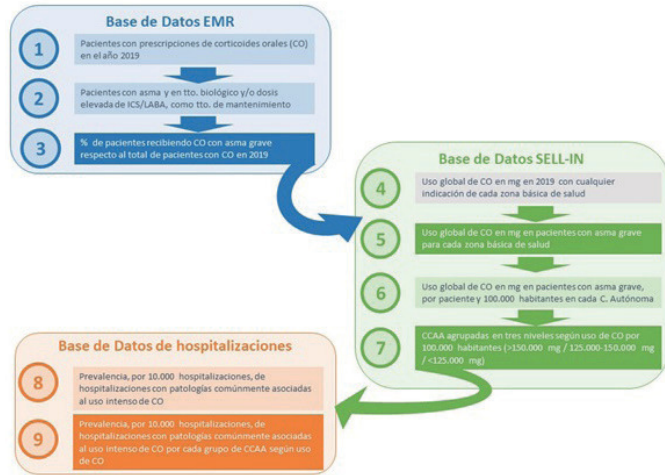 Base de Datos EMR
1
Pacientes con prescripciones de corticoides orales (CO)
en el año 2019
2
Pacientes con asma y en tto. biológico y/o dosis
elevada de ICS/LABA, como tto. de mantenimiento
3
% de pacientes recibiendo CO con asma grave
respecto al total de pacientes con CO en 2019
Base de Datos SELL-IN
4
Uso global de CO en mg en 2019 con cualquier
indicación de cada zona básica de salud
5
Uso global de CO en mg en pacientes con asma grave
para cada zona básica de salud
6
Uso global de CO en mg en pacientes con asma grave,
por paciente y 100.000 habitantes en cada C. Autónoma
7
CCAA agrupadas en tres niveles según uso de CO por
100.000 habitantes (>150.000 mg / 125.000-150.000 mg
/ <125.000 mg)
Base de Datos de hospitalizaciones
8
Prevalencia, por 10.000 hospitalizaciones, de
hospitalizaciones con patologías comúnmente asociadas
al uso intenso de CO
9
Prevalencia, por 10.000 hospitalizaciones, de
hospitalizaciones con patologías comúnmente asociadas
al uso intenso de CO por cada grupo de CCAA según uso
de CO